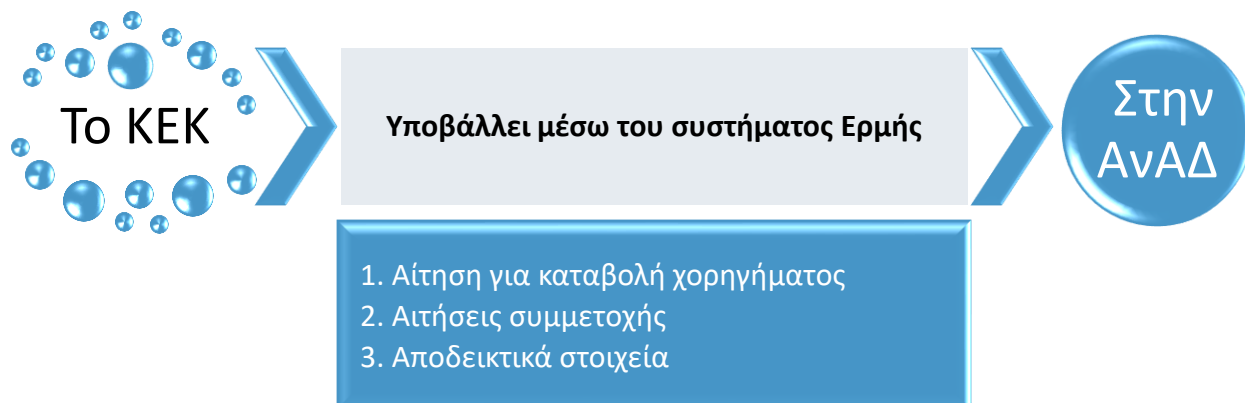 Το ΚΕΚ
Υποβάλλει μέσω του συστήματος Ερμής
Στην
ΑνΑΔ
1. Αίτηση για καταβολή χορηγήματος
2. Αιτήσεις συμμετοχής
3. Αποδεικτικά στοιχεία